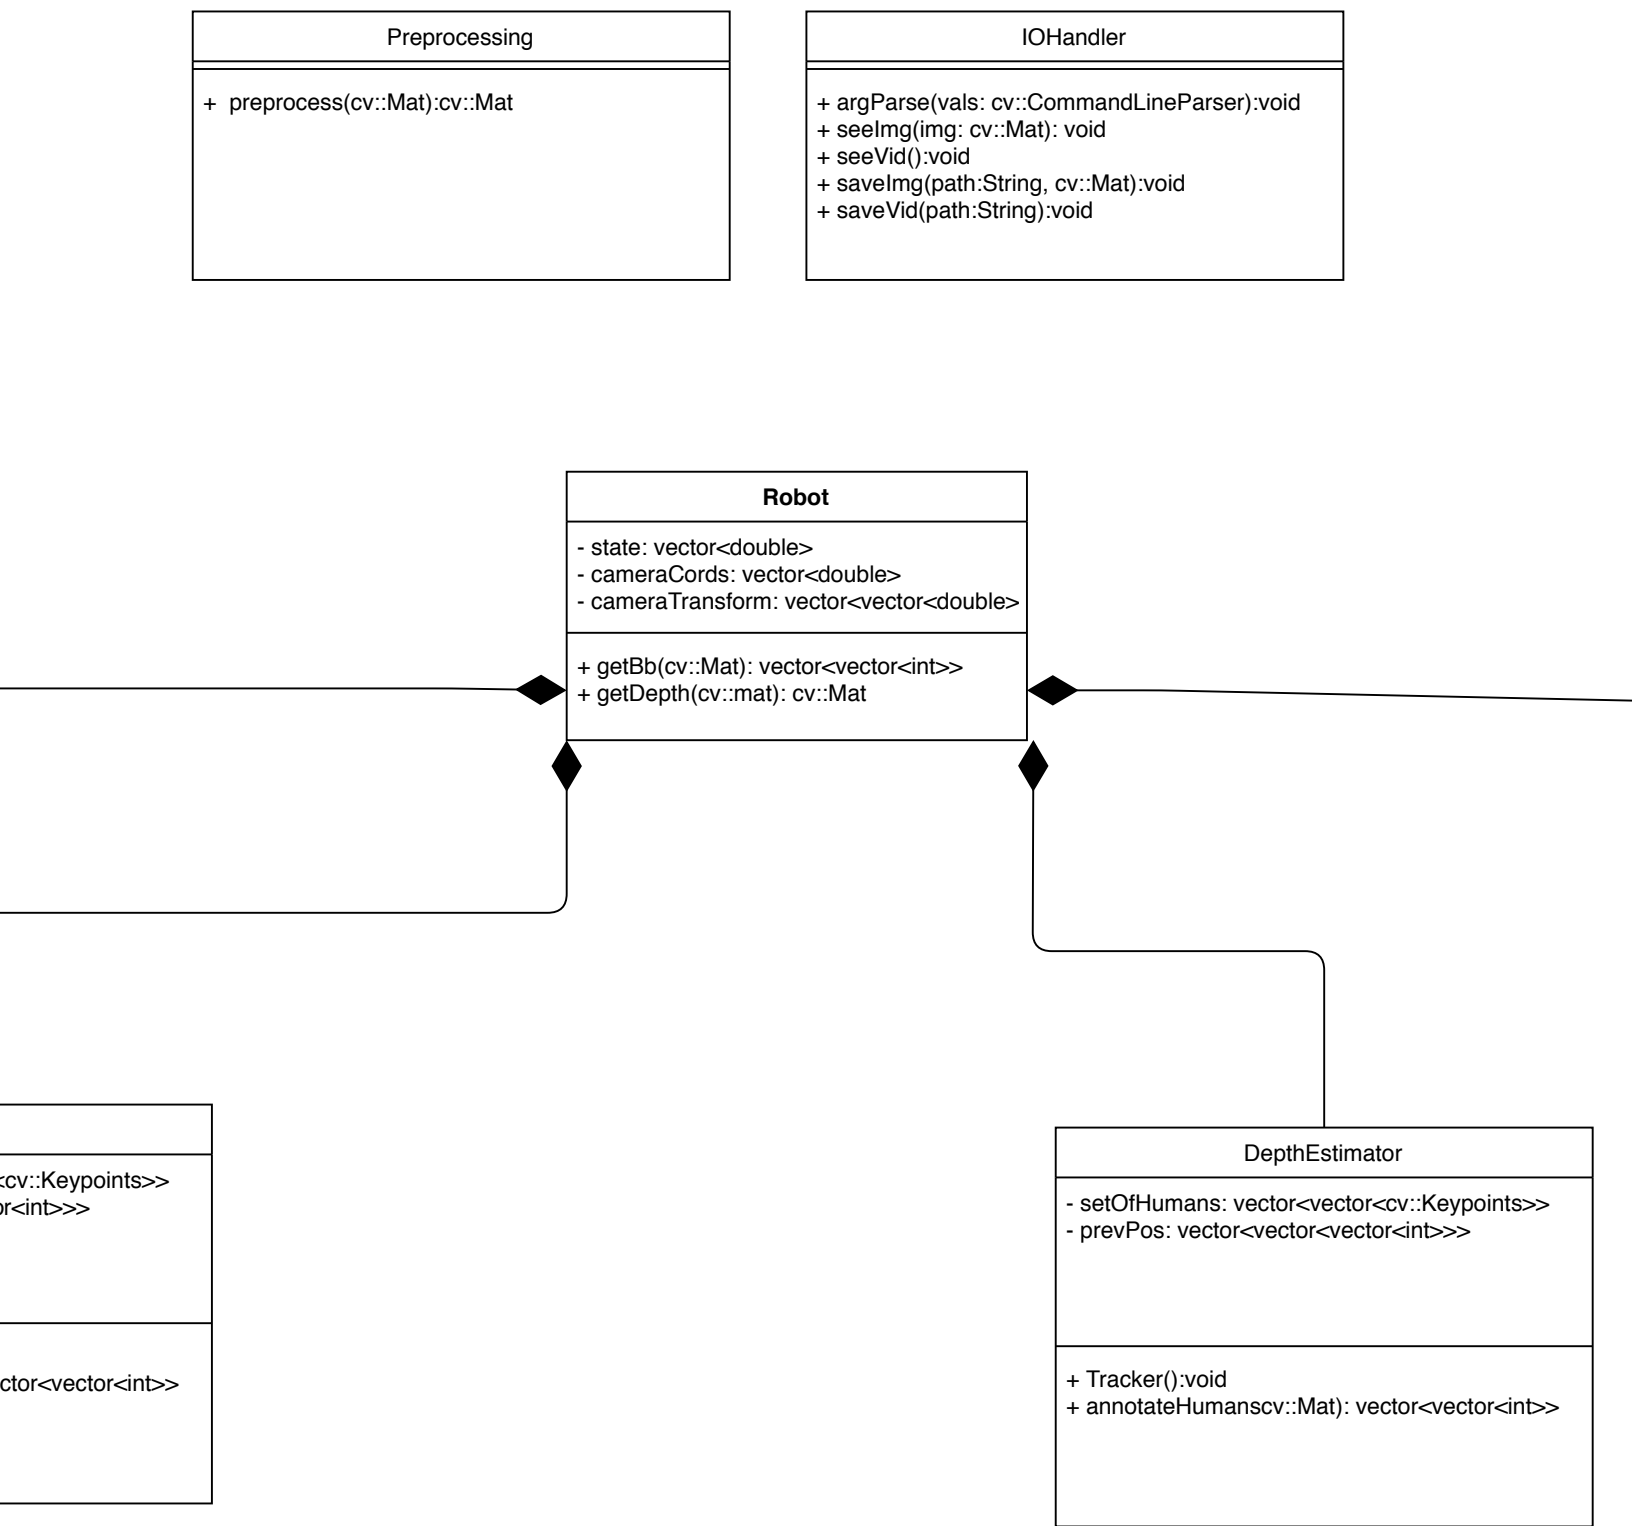 Preprocessing
+  preprocess(cv::Mat):cv::Mat
IOHandler
+ argParse(vals: cv::CommandLineParser):void
+ seeImg(img: cv::Mat): void
+ seeVid():void
+ saveImg(path:String, cv::Mat):void
+ saveVid(path:String):void
Robot
- state: vector<double>
- cameraCords: vector<double>
- cameraTransform: vector<vector<double>
+ getBb(cv::Mat): vector<vector<int>>
+ getDepth(cv::mat): cv::Mat
<cv::Keypoints>>
or<int>>>
ctor<vector<int>>
DepthEstimator
- setOfHumans: vector<vector<cv::Keypoints>>
- prevPos: vector<vector<vector<int>>>
+ Tracker():void
+ annotateHumanscv::Mat): vector<vector<int>>